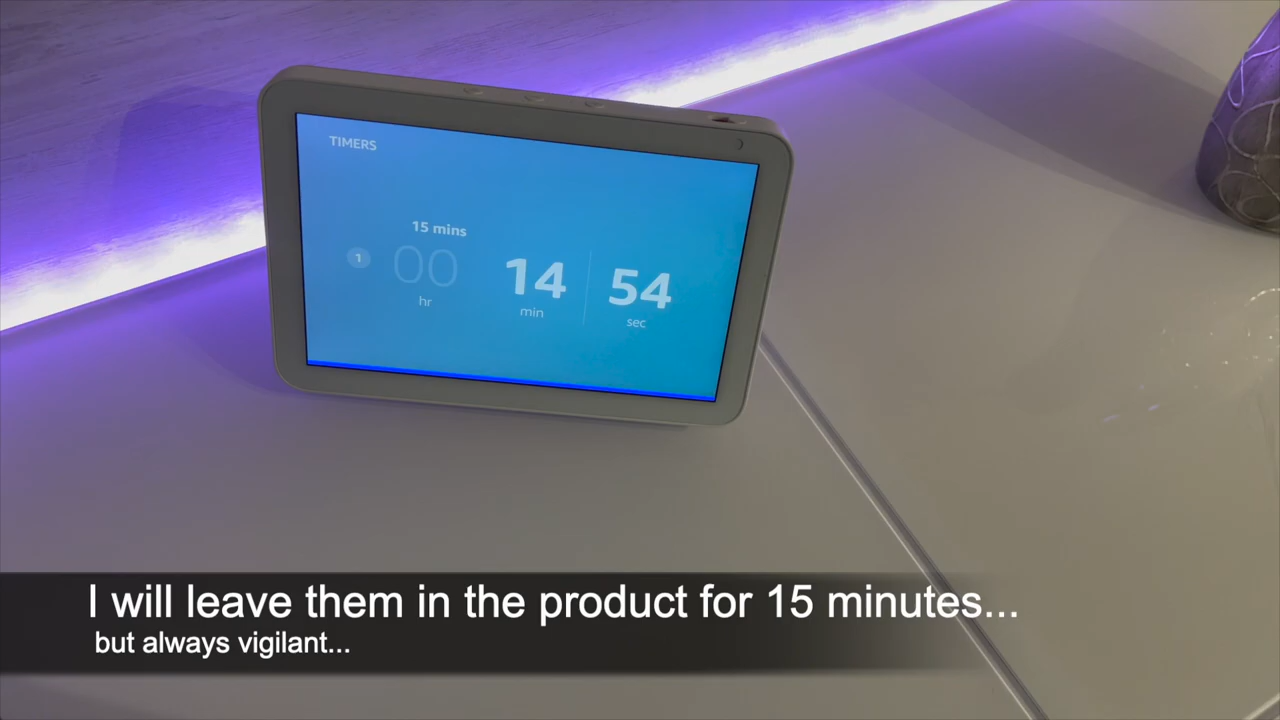 TIMERS
15 mins
1
00 14 54
hr min sec
I will leave them in the product for 15 minutes...
but always vigilant...